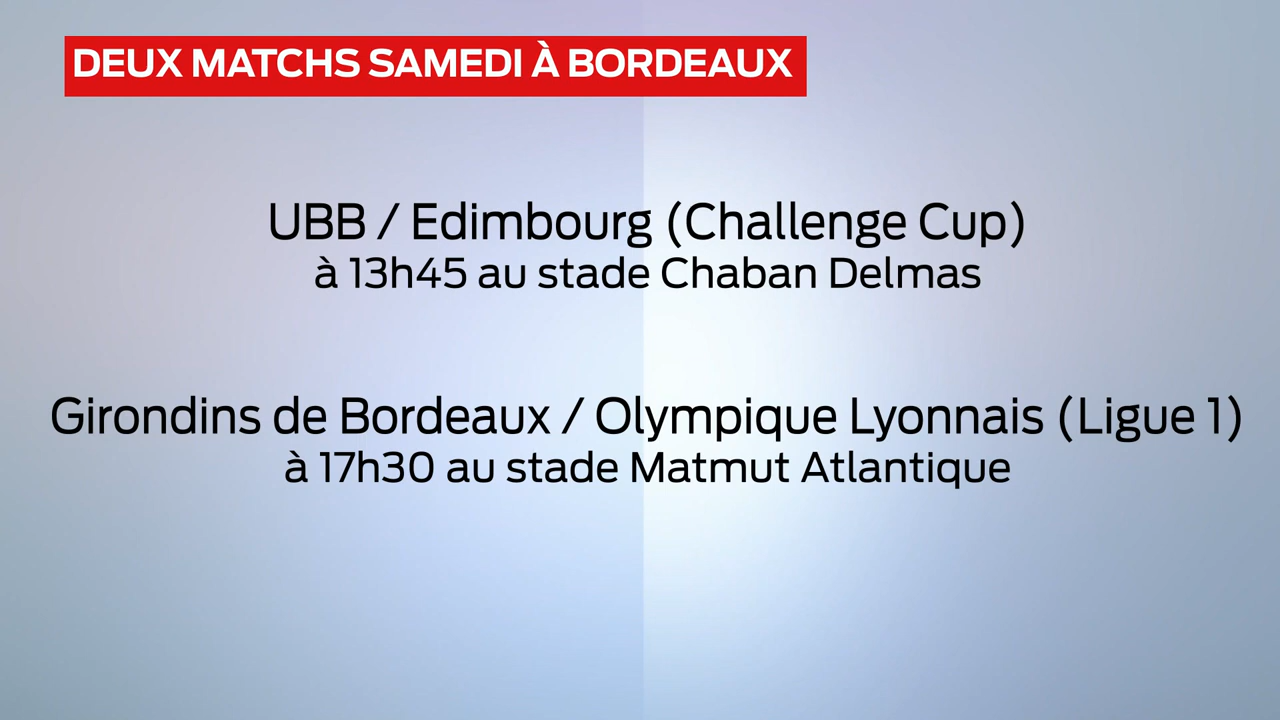 DEUX MATCHS SAMEDI À BORDEAUX
UBB / Edimbourg (Challenge Cup)
à 13h45 au stade Chaban Delmas
Girondins de Bordeaux / Olympique Lyonnais (Ligue 1)
à 17h30 au stade Matmut Atlantique